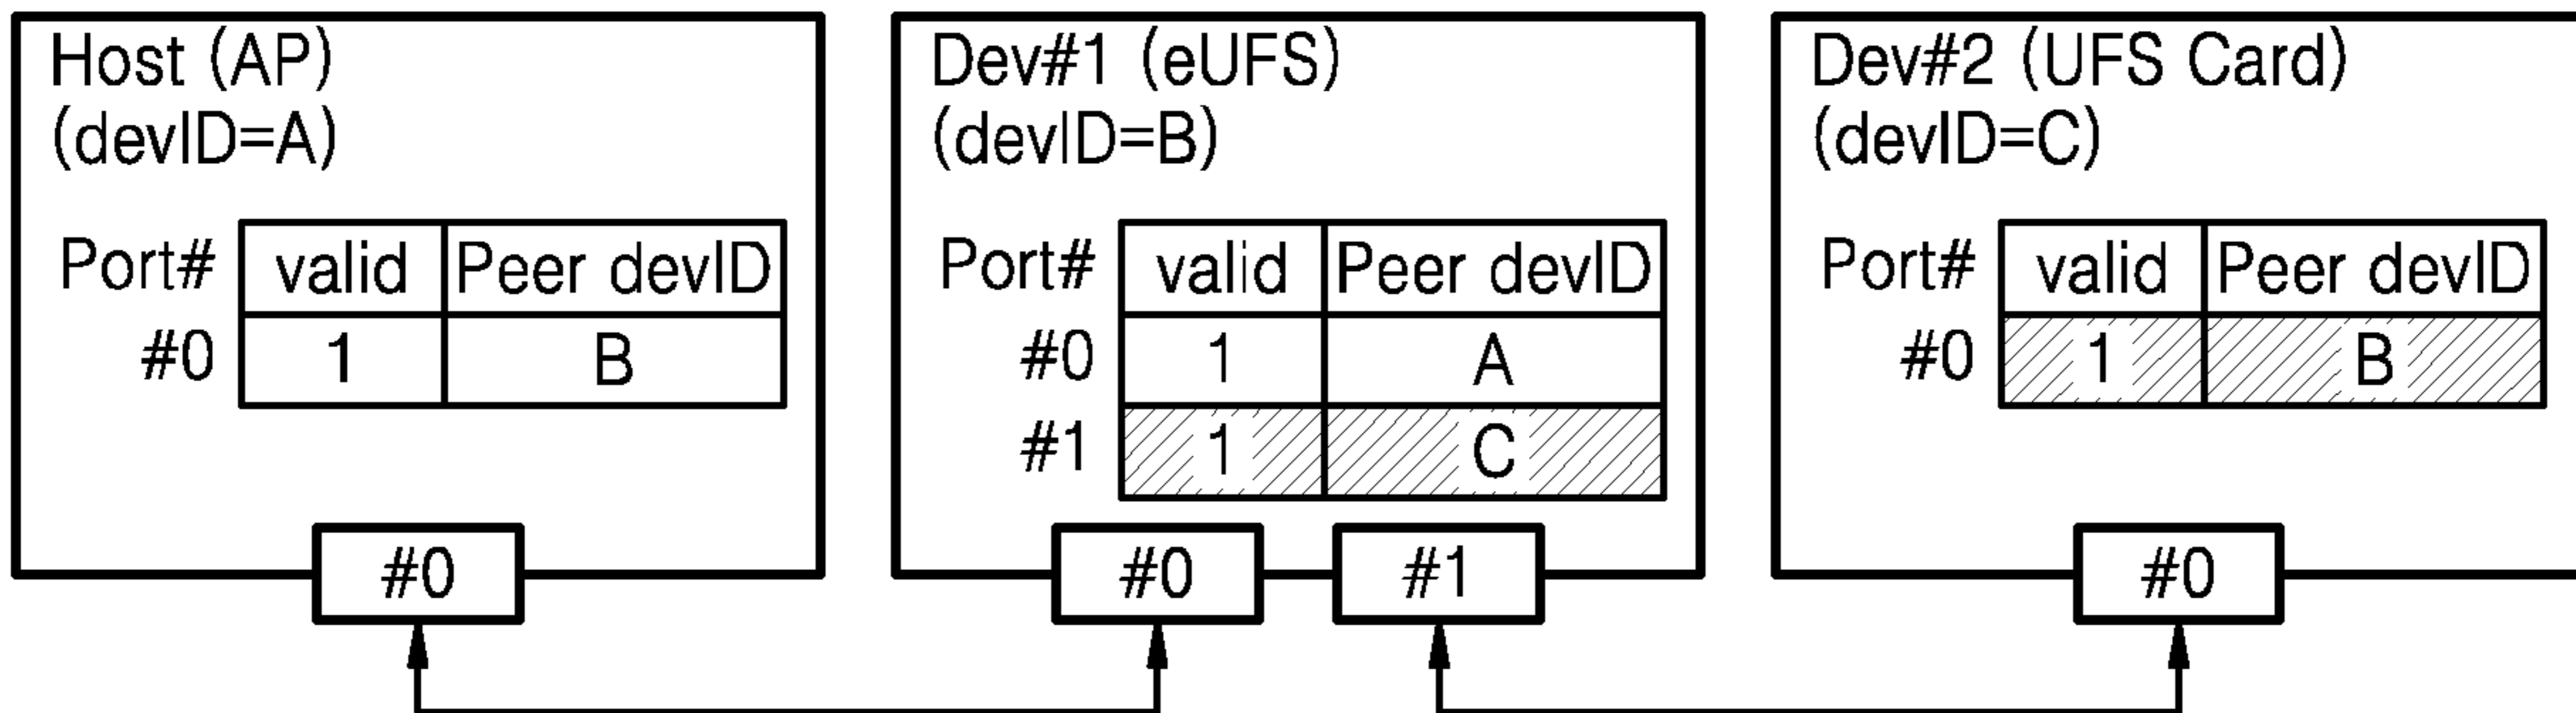 Host (AP)
(devID=A)
Port# valid Peer devID
#0 1 B
#0
Dev#1 (eUFS)
(devID=B)
Port# valid Peer devID
#0 1 A
#1 1 C
#0 #1
Dev#2 (UFS Card)
(devID=C)
Port# valid Peer devID
#0 1 B
#0